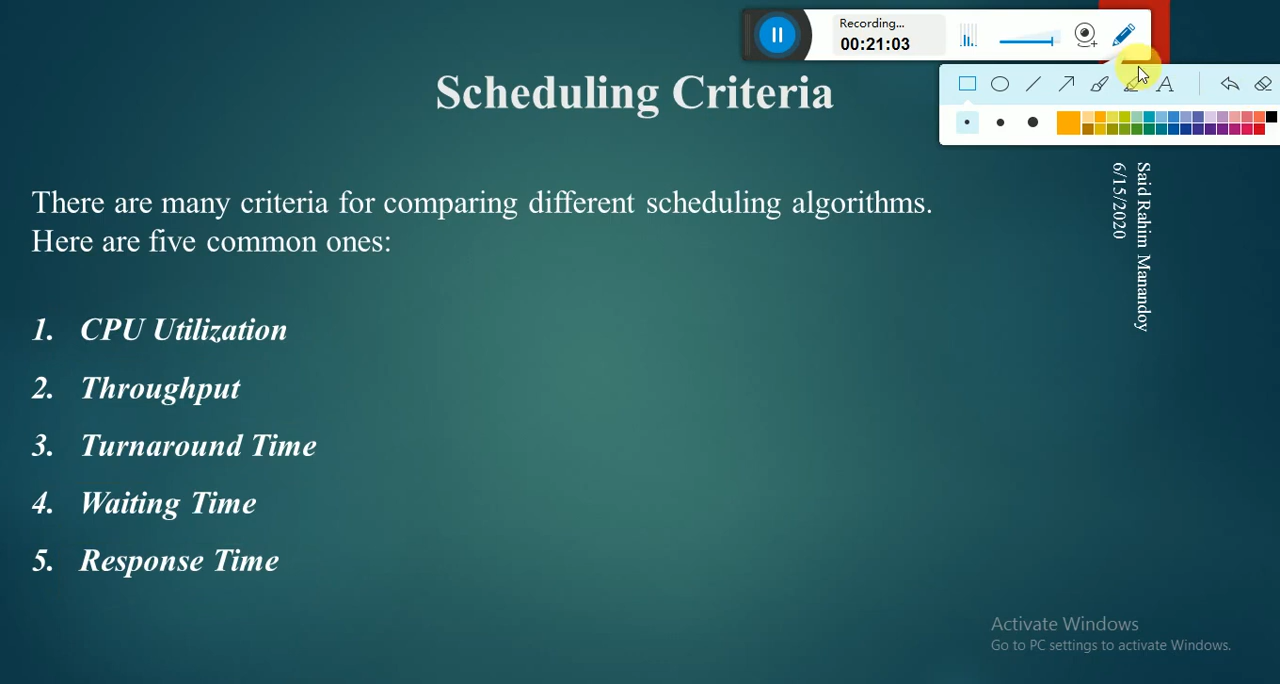 Recording...
00:21:03
Scheduling Criteria
A
There are many criteria for comparing different scheduling algorithms.
Here are five common ones:
1. CPU Utilization
2. Throughput
3. Turnaround Time
4. Waiting Time
5. Response Time
Said Rahim Manandoy
6/15/2020
Activate Windows
Go to PC settings to activate Windows.